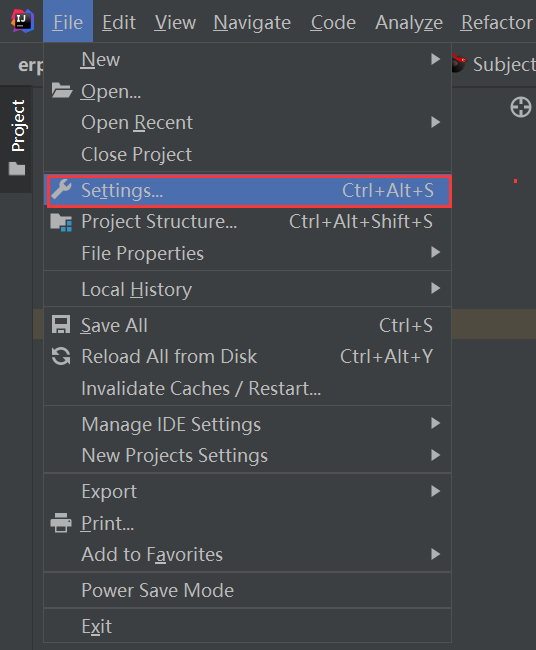 IJ
File Edit View Navigate Code Analyze Refactor
erp
Subject
Project
New
Open...
Open Recent
Close Project
Settings... Ctrl+Alt+S
Project Structure... Ctrl+Alt+Shift+S
File Properties
Local History
Save All Ctrl+S
Reload All from Disk Ctrl+Alt+Y
Invalidate Caches / Restart...
Manage IDE Settings
New Projects Settings
Export
Print...
Add to Favorites
Power Save Mode
Exit